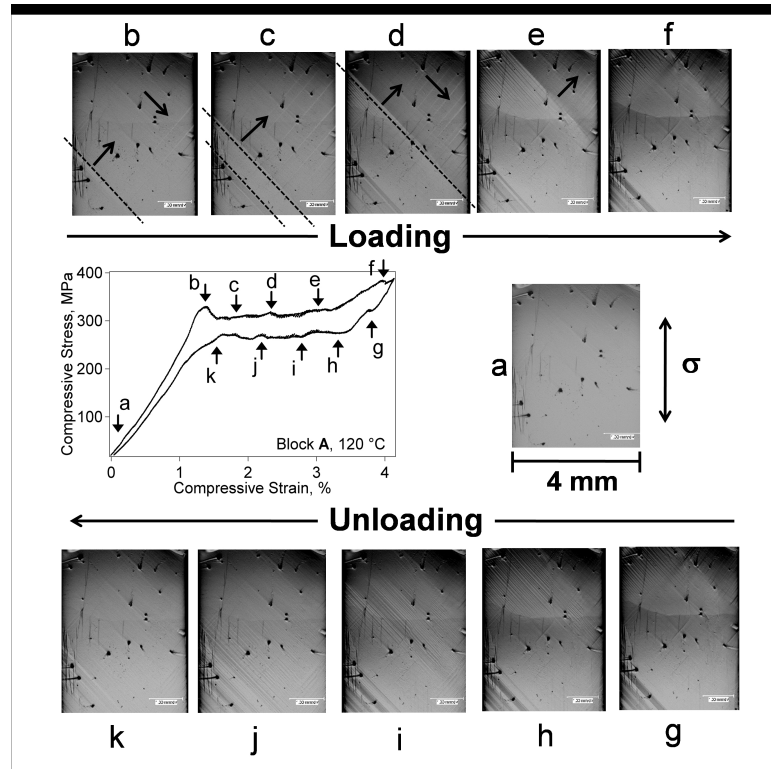 b c d e f
Loading
400
300
200
100
Compressive Stress, MPa
a b c d e f
k j i h g
Block A, 120 °C
0 1 2 3 4
Compressive Strain, %
a
σ
4 mm
Unloading
k j i h g